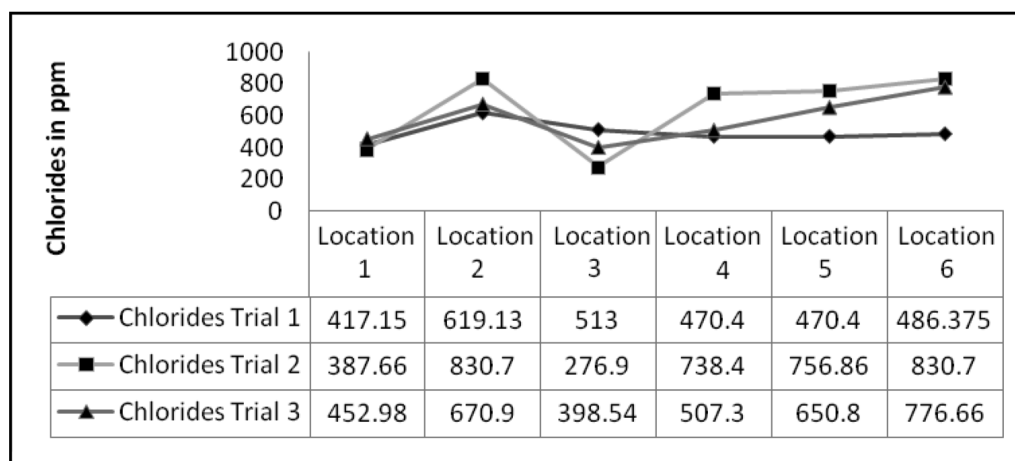 Chlorides in ppm
1000
800
600
400
200
0
Location 1 Location 2 Location 3 Location 4 Location 5 Location 6
Chlorides Trial 1 417.15 619.13 513 470.4 470.4 486.375
Chlorides Trial 2 387.66 830.7 276.9 738.4 756.86 830.7
Chlorides Trial 3 452.98 670.9 398.54 507.3 650.8 776.66